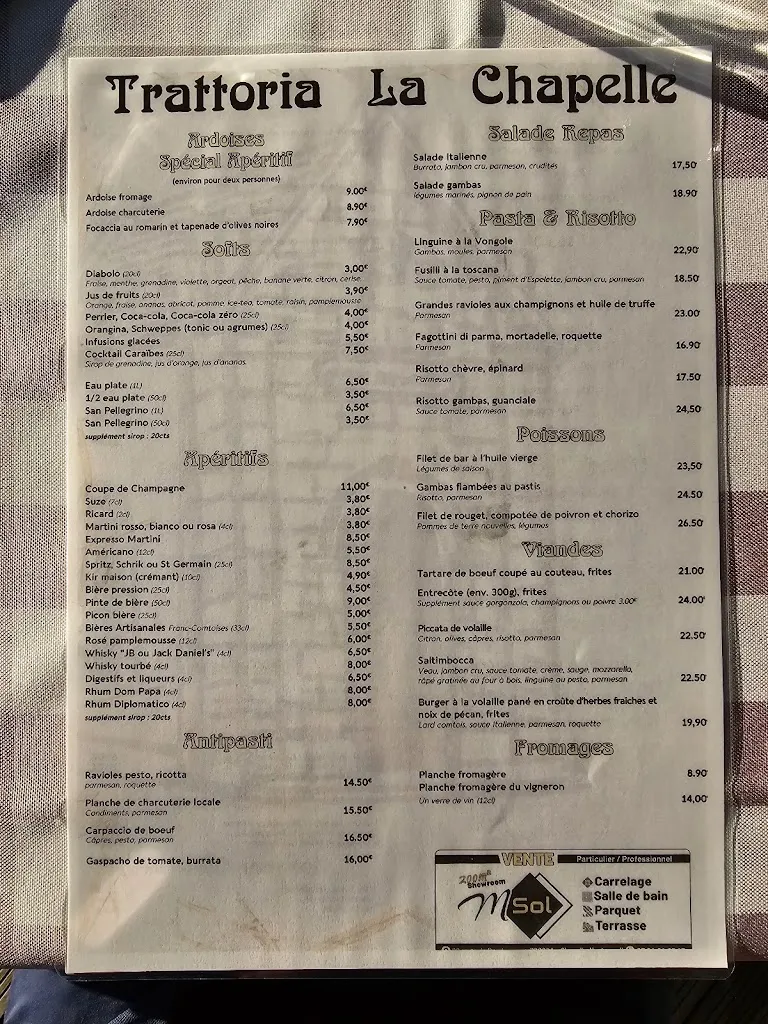 Trattoria La Chapelle
Ardoises
Spécial Apéritif
(environ pour deux personnes)
Ardoise fromage 9.00€
Ardoise charcuterie 8.90€
Focaccia au romarin et tapenade d'olives noires 7.90€
Softs
Diabolo (20cl) 3,00€
Fraise, menthe, grenadine, violette, orgeat, pêche, banane verte, citron, cerise
Jus de fruits (20cl) 3,90€
Orange, fraise, ananas, abricot, pomme, ice-tea, tomate, raisin, pamplemousse
Perrier, Coca-cola, Coca-cola zéro (25cl) 4,00€
Orangina, Schweppes (tonic ou agrumes) (25cl) 4,00€
Infusions glacées 5,50€
Cocktail Caraïbes (25cl) 7,50€
Sirop de grenadine, jus d'orange, jus d'ananas
Eau plate (1L) 6,50€
1/2 eau plate (50cl) 3,50€
San Pellegrino (1L) 6,50€
San Pellegrino (50cl) 3,50€
supplément sirop : 20cts
Apéritifs
Coupe de Champagne 11,00€
Suze (7cl) 3,80€
Ricard (2cl) 3,80€
Martini rosso, bianco ou rosa (4cl) 3,80€
Expresso Martini 8,50€
Américano (12cl) 5,50€
Spritz, Schrik ou St Germain (25cl) 8,50€
Kir maison (crémant) (10cl) 4,90€
Bière pression (25cl) 4,50€
Pinte de bière (50cl) 9,00€
Picon bière (25cl) 5,00€
Bières Artisanales Franc-Comtoises (33cl) 5,50€
Rosé pamplemousse (12cl) 6,00€
Whisky "JB ou Jack Daniel's" (4cl) 6,50€
Whisky tourbé (4cl) 8,00€
Digestifs et liqueurs (4cl) 6,50€
Rhum Dom Papa (4cl) 8,00€
Rhum Diplomatico (4cl) 8,00€
supplément sirop : 20cts
Antipasti
Ravioles pesto, ricotta 14.50€
parmesan, roquette
Planche de charcuterie locale 15.50€
Condiments, parmesan
Carpaccio de boeuf 16.50€
Câpres, pesto, parmesan
Gaspacho de tomate, burrata 16,00€
Salade Repas
Salade Italienne 17,50
Burrata, jambon cru, parmesan, crudités
Salade gambas 18.90
légumes marinés, pignon de pain
Pasta & Risotto
Linguine à la Vongole 22,90
Gambas, moules, parmesan
Fusilli à la toscana 18.50
Sauce tomate, pesto, piment d'Espelette, jambon cru, parmesan
Grandes ravioles aux champignons et huile de truffe 23.00
Parmesan
Fagottini di parma, mortadelle, roquette 16.90
Parmesan
Risotto chèvre, épinard 17.50
Parmesan
Risotto gambas, guanciale 24,50
Sauce tomate, parmesan
Poissons
Filet de bar à l'huile vierge 23,50
Légumes de saison
Gambas flambées au pastis 24.50
Risotto, parmesan
Filet de rouget, compotée de poivron et chorizo 26.50
Pommes de terre nouvelles, légumes
Viandes
Tartare de boeuf coupé au couteau, frites 21.00
Entrecôte (env. 300g), frites 24.00
Supplément sauce gorgonzola, champignons ou poivre 3.00€
Piccata de volaille 22.50
Citron, olives, câpres, risotto, parmesan
Saltimbocca 22.50
Veau, jambon cru, sauce tomate, crème, sauge, mozzarella,
râpé gratinée au four à bois, linguine au pesto, parmesan
Burger à la volaille pané en croûte d'herbes fraiches et
noix de pécan, frites 19,90
Lard comtois, sauce Italienne, parmesan, roquette
Fromages
Planche fromagère 8.90
Planche fromagère du vigneron 14,00
Un verre de vin (12cl)
VENTE Particulier / Professionnel
200m²
Showroom
MSol
Carrelage
Salle de bain
Parquet
Terrasse